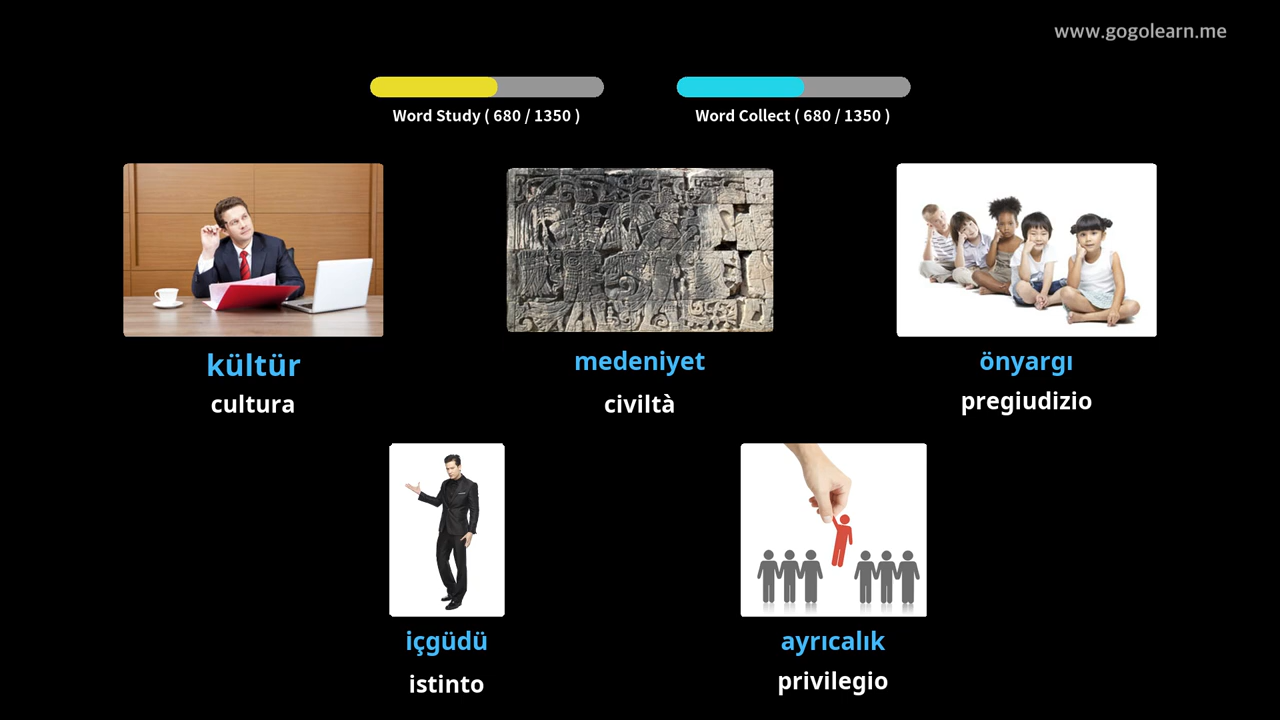 www.gogolearn.me
Word Study ( 680 / 1350 )
Word Collect ( 680 / 1350 )
kültür
cultura
medeniyet
civiltà
önyargı
pregiudizio
içgüdü
istinto
ayrıcalık
privilegio